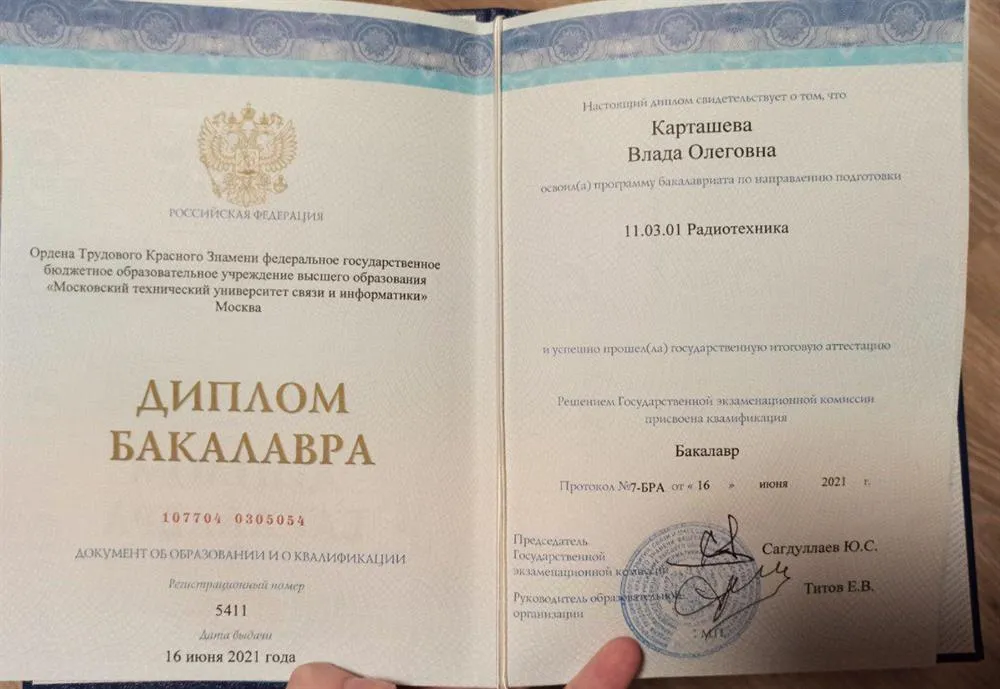 РОССИЙСКАЯ ФЕДЕРАЦИЯ
Ордена Трудового Красного Знамени федеральное государственное
бюджетное образовательное учреждение высшего образования
«Московский технический университет связи и информатики»
Москва
ДИПЛОМ
БАКАЛАВРА
107704 0305054
ДОКУМЕНТ ОБ ОБРАЗОВАНИИ И О КВАЛИФИКАЦИИ
Регистрационный номер
5411
Дата выдачи
16 июня 2021 года
Настоящий диплом свидетельствует о том, что
Карташева
Влада Олеговна
освоил(а) программу бакалавриата по направлению подготовки
11.03.01 Радиотехника
и успешно прошел(ла) государственную итоговую аттестацию
Решением Государственной экзаменационной комиссии
присвоена квалификация
Бакалавр
Протокол №7-БРА от « 16 » июня 2021 г.
Председатель
Государственной
экзаменационной комиссии
Сагдуллаев Ю.С.
Руководитель образовательной
организации
Титов Е.В.
М.П.